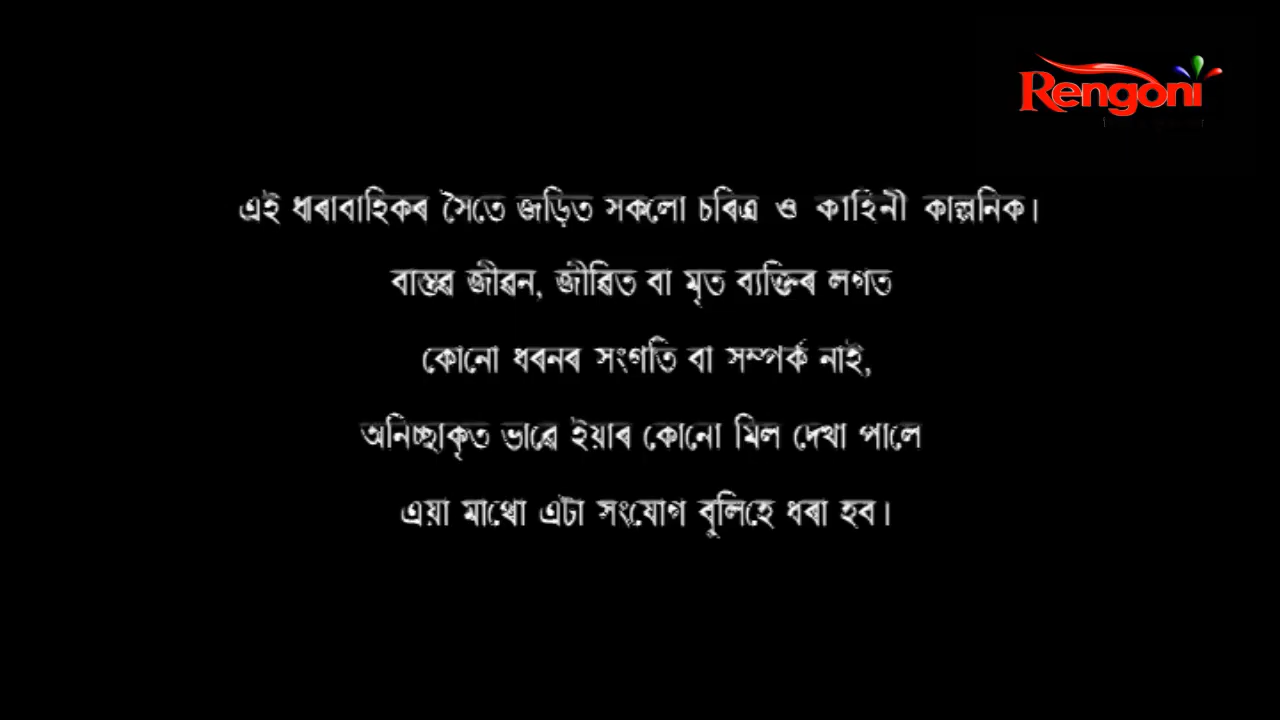 Rengoni
এই ধাৰাবাহিকৰ সৈতে জড়িত সকলো চৰিত্ৰ ও কাহিনী কাল্পনিক।
বাস্তৱ জীৱন, জীৱিত বা মৃত ব্যক্তিৰ লগত
কোনো ধৰনৰ সংগতি বা সম্পৰ্ক নাই,
অনিচ্ছাকৃত ভাৱে ইয়াৰ কোনো মিল দেখা পালে
এয়া মাথো এটা সংযোগ বুলিহে ধৰা হব।